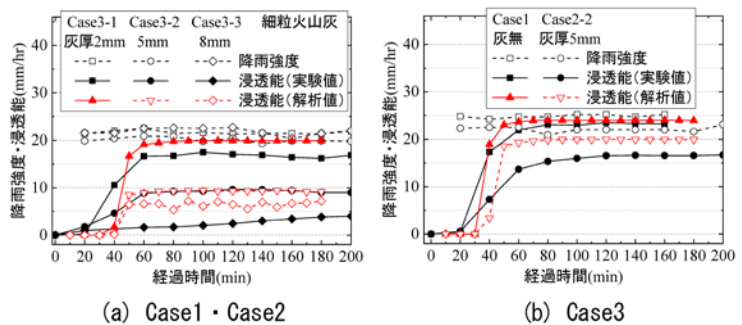 Case3-1 Case3-2 Case3-3 細粒火山灰
灰厚2mm 5mm 8mm
降雨強度
浸透能(実験値)
浸透能(解析値)
降雨強度・浸透能(mm/hr)
40
30
20
10
0
0 20 40 60 80 100 120 140 160 180 200
経過時間(min)
(a) Case1・Case2
Case1 Case2-2
灰無 灰厚5mm
降雨強度
浸透能(実験値)
浸透能(解析値)
降雨強度・浸透能(mm/hr)
40
30
20
10
0
0 20 40 60 80 100 120 140 160 180 200
経過時間(min)
(b) Case3